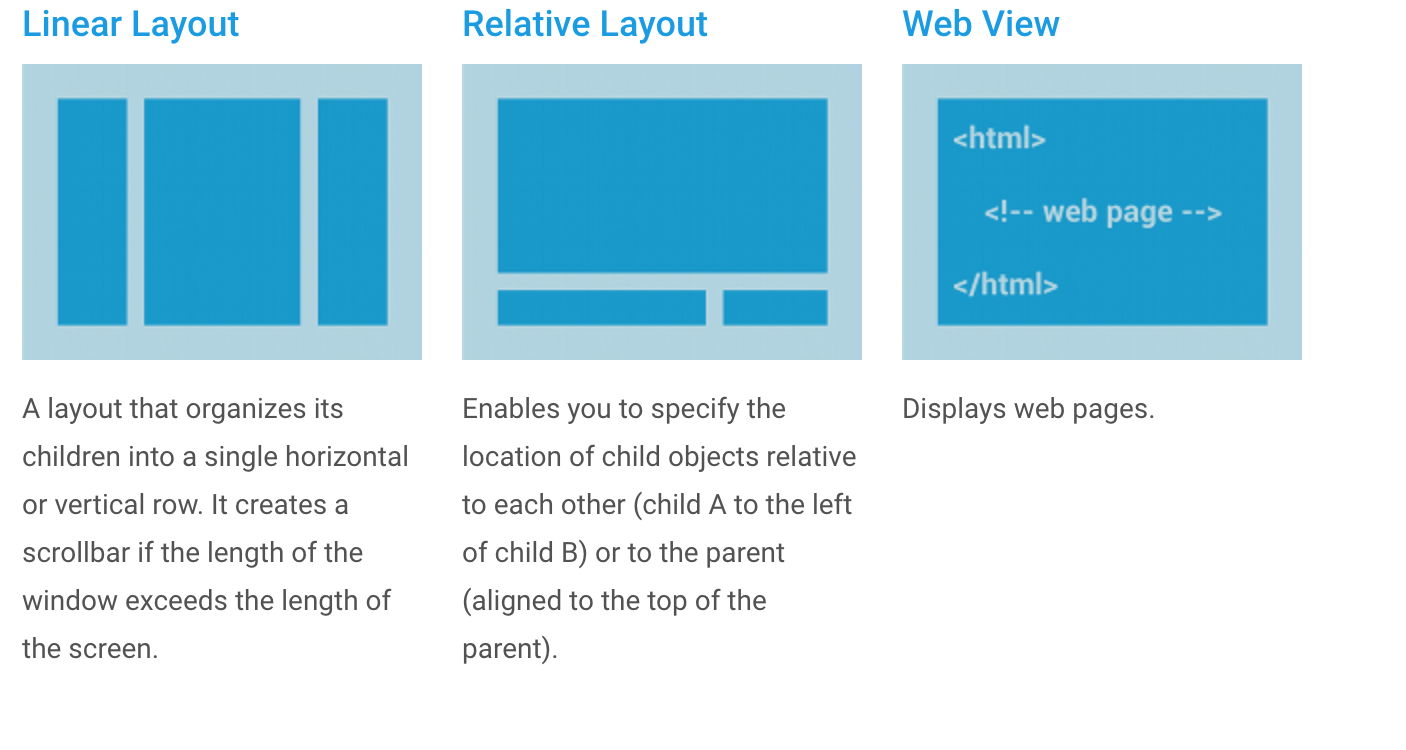 Linear Layout
A layout that organizes its
children into a single horizontal
or vertical row. It creates a
scrollbar if the length of the
window exceeds the length of
the screen.
Relative Layout
Enables you to specify the
location of child objects relative
to each other (child A to the left
of child B) or to the parent
(aligned to the top of the
parent).
Web View
<html>
<!-- web page -->
</html>
Displays web pages.